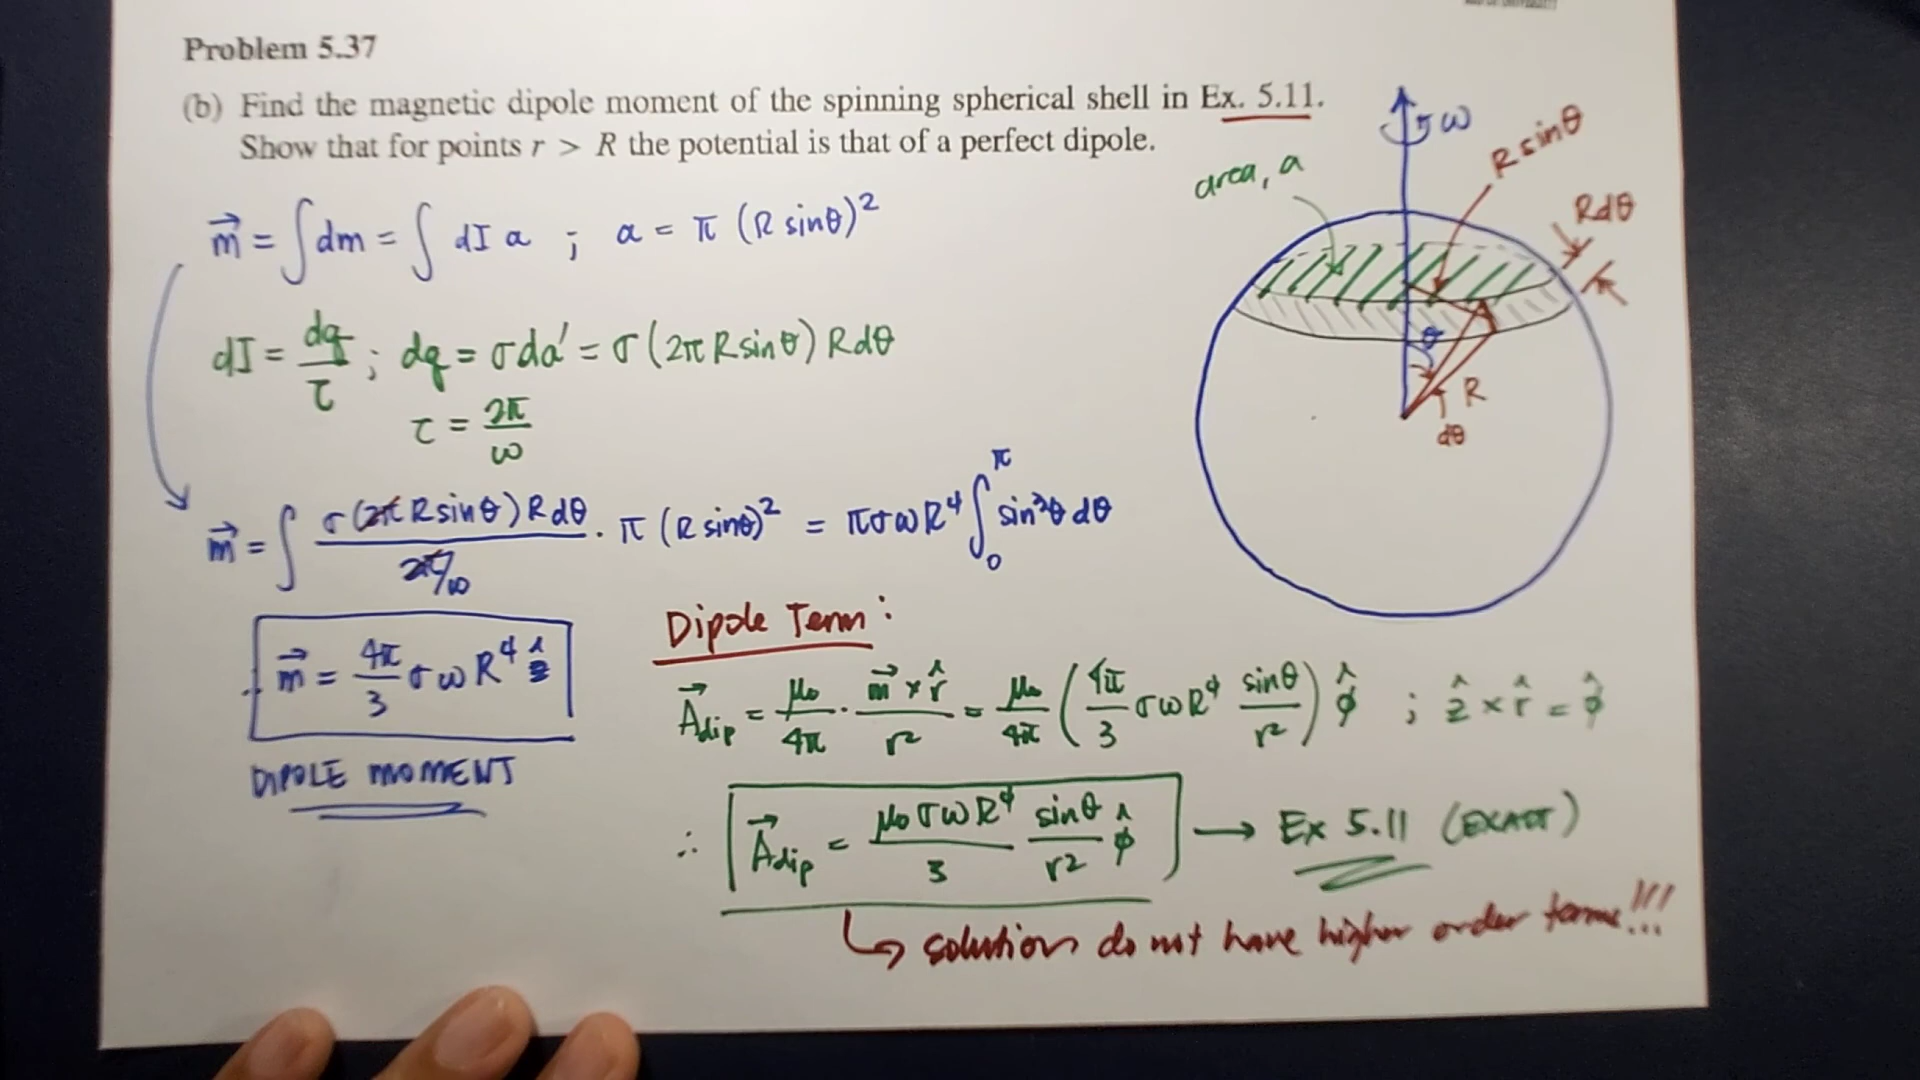 Problem 5.37
(b) Find the magnetic dipole moment of the spinning spherical shell in Ex. 5.11.
Show that for points r > R the potential is that of a perfect dipole.
ω
R sinθ
area, a
Rdθ
θ
R
dθ
m⃗ = ∫dm = ∫ dI a ; a = π (R sinθ)²
dI = dq/τ ; dq = σda' = σ(2πR sinθ) R dθ
τ = 2π/ω
m⃗ = ∫ σ(2πR sinθ) R dθ / 2π/ω · π (R sinθ)² = πσωR⁴ ∫₀^π sin³θ dθ
m⃗ = 4π/3 σωR⁴ ẑ
DIPOLE MOMENT
Dipole Term:
A⃗dip = μ₀/4π · m⃗ × r̂ / r² = μ₀/4π (4π/3 σωR⁴ sinθ/r²) φ̂ ; ẑ × r̂ = φ̂
∴ A⃗dip = μ₀σωR⁴/3 sinθ/r² φ̂ → Ex 5.11 (EXACT)
↳ solution do not have higher order terms!!!